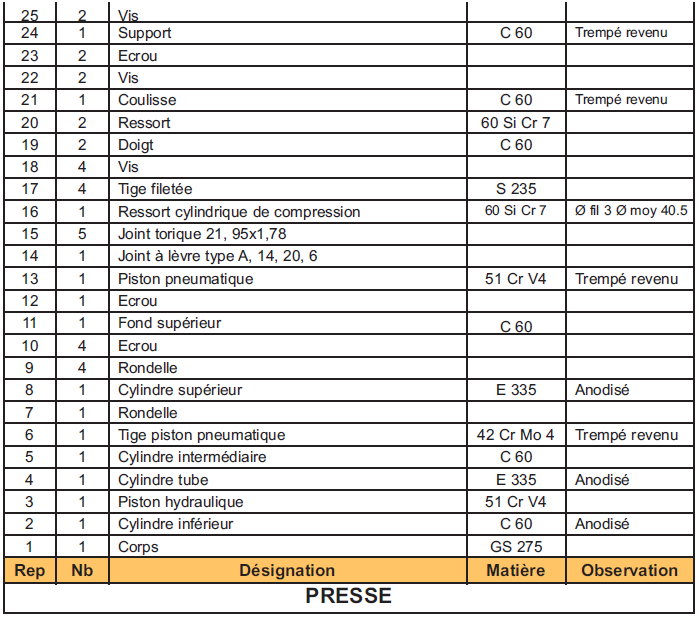 25 2 Vis
24 1 Support C 60 Trempé revenu
23 2 Ecrou
22 2 Vis
21 1 Coulisse C 60 Trempé revenu
20 2 Ressort 60 Si Cr 7
19 2 Doigt C 60
18 4 Vis
17 4 Tige filetée S 235
16 1 Ressort cylindrique de compression 60 Si Cr 7 Ø fil 3 Ø moy 40.5
15 5 Joint torique 21, 95x1,78
14 1 Joint à lèvre type A, 14, 20, 6
13 1 Piston pneumatique 51 Cr V4 Trempé revenu
12 1 Ecrou
11 1 Fond supérieur C 60
10 4 Ecrou
9 4 Rondelle
8 1 Cylindre supérieur E 335 Anodisé
7 1 Rondelle
6 1 Tige piston pneumatique 42 Cr Mo 4 Trempé revenu
5 1 Cylindre intermédiaire C 60
4 1 Cylindre tube E 335 Anodisé
3 1 Piston hydraulique 51 Cr V4
2 1 Cylindre inférieur C 60 Anodisé
1 1 Corps GS 275
Rep Nb Désignation Matière Observation
PRESSE